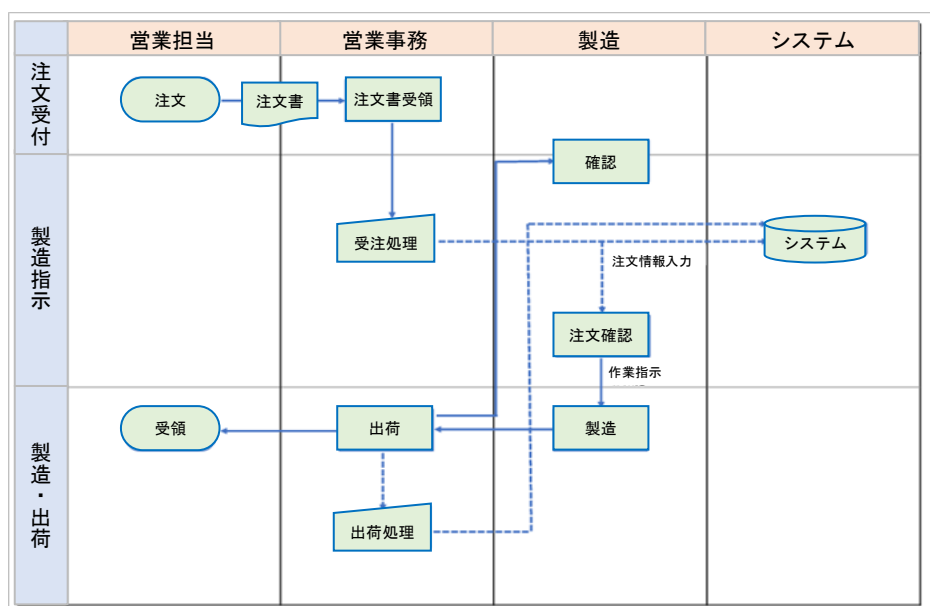 営業担当
営業事務
製造
システム
注文受付
注文
注文書
注文書受領
確認
製造指示
受注処理
システム
注文情報入力
注文確認
作業指示
製造・出荷
受領
出荷
製造
出荷処理